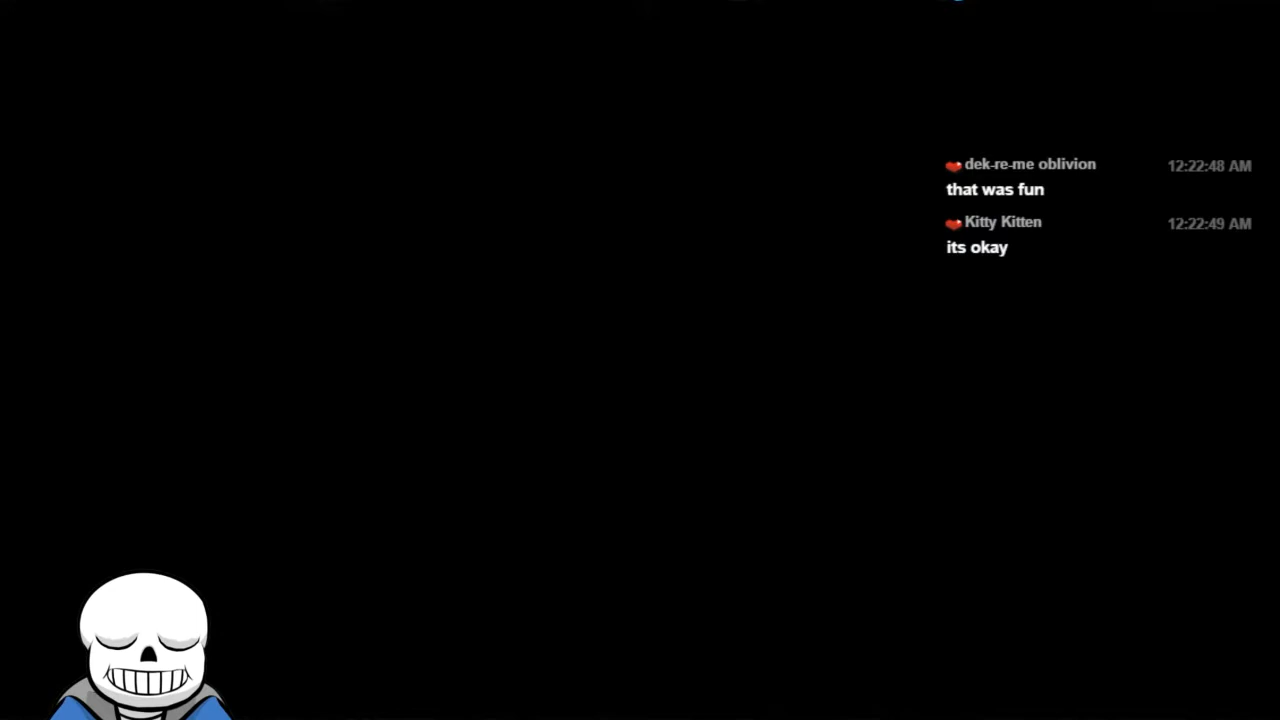 dek-re-me oblivion 12:22:48 AM
that was fun
Kitty Kitten 12:22:49 AM
its okay